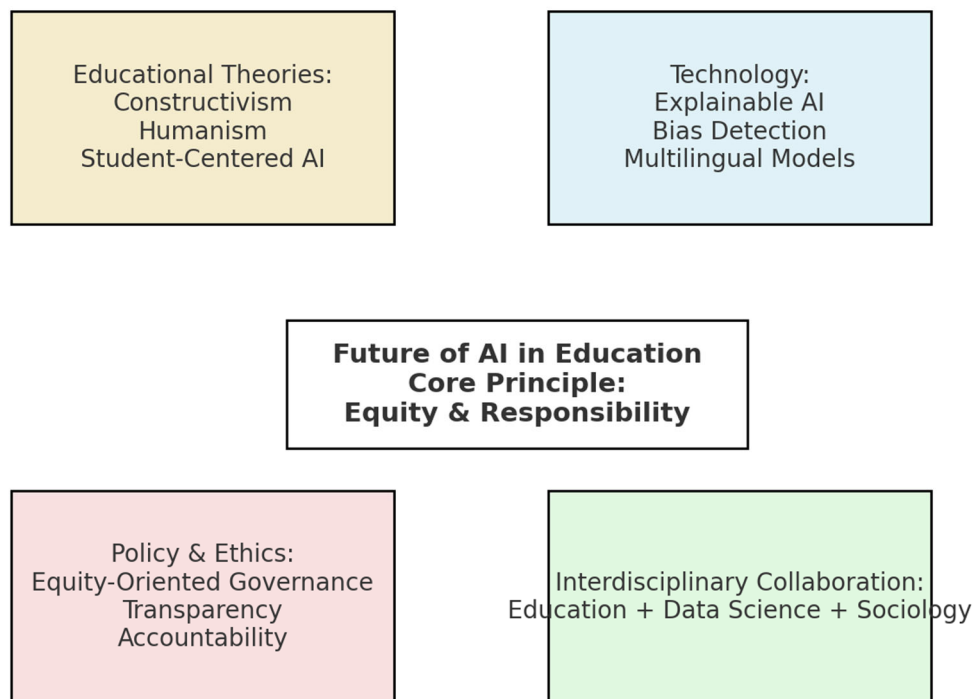 Educational Theories:
Constructivism
Humanism
Student-Centered AI
Technology:
Explainable AI
Bias Detection
Multilingual Models
Future of AI in Education
Core Principle:
Equity & Responsibility
Policy & Ethics:
Equity-Oriented Governance
Transparency
Accountability
Interdisciplinary Collaboration:
Education + Data Science + Sociology